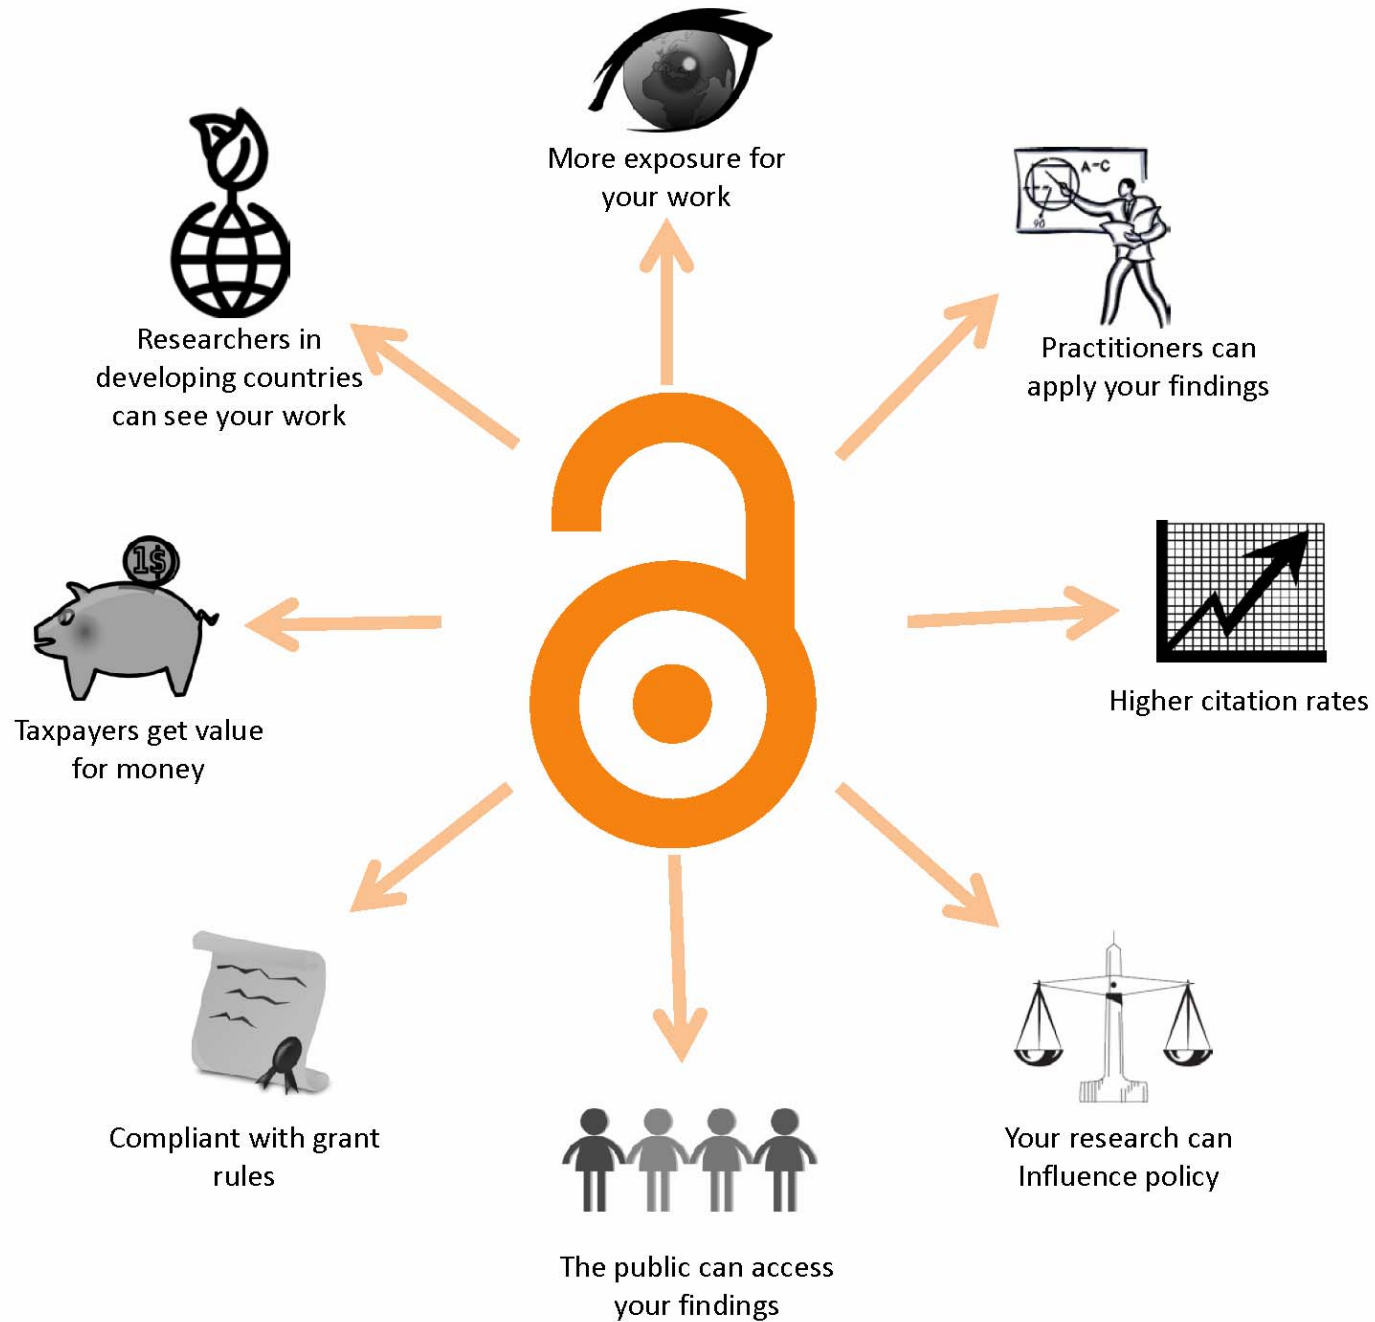 More exposure for
your work
A-C
90
Practitioners can
apply your findings
Higher citation rates
Your research can
Influence policy
The public can access
your findings
Compliant with grant
rules
1$
Taxpayers get value
for money
Researchers in
developing countries
can see your work